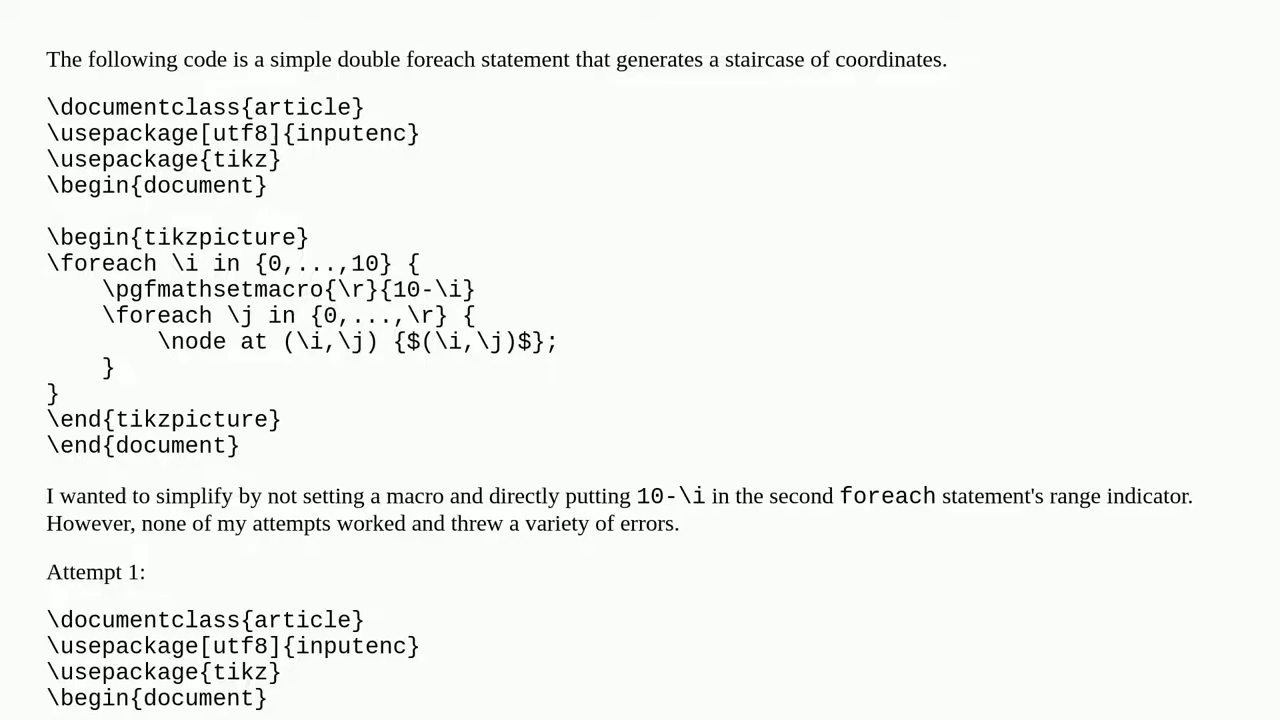 The following code is a simple double foreach statement that generates a staircase of coordinates.
\documentclass{article}
\usepackage[utf8]{inputenc}
\usepackage{tikz}
\begin{document}
\begin{tikzpicture}
\foreach \i in {0,...,10} {
    \pgfmathsetmacro{\r}{10-\i}
    \foreach \j in {0,...,\r} {
        \node at (\i,\j) {$(\i,\j)$};
    }
}
\end{tikzpicture}
\end{document}
I wanted to simplify by not setting a macro and directly putting 10-\i in the second foreach statement's range indicator.
However, none of my attempts worked and threw a variety of errors.
Attempt 1:
\documentclass{article}
\usepackage[utf8]{inputenc}
\usepackage{tikz}
\begin{document}